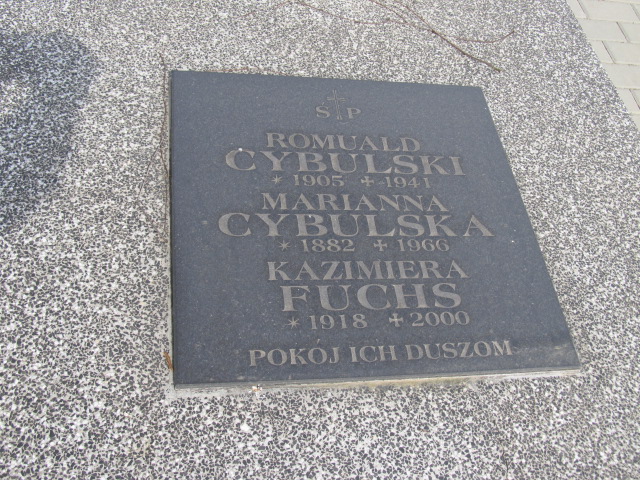 Ś P
ROMUALD
CYBULSKI
* 1905 + 1941
MARIANNA
CYBULSKA
* 1882 + 1966
KAZIMIERA
FUCHS
* 1918 + 2000
POKÓJ ICH DUSZOM